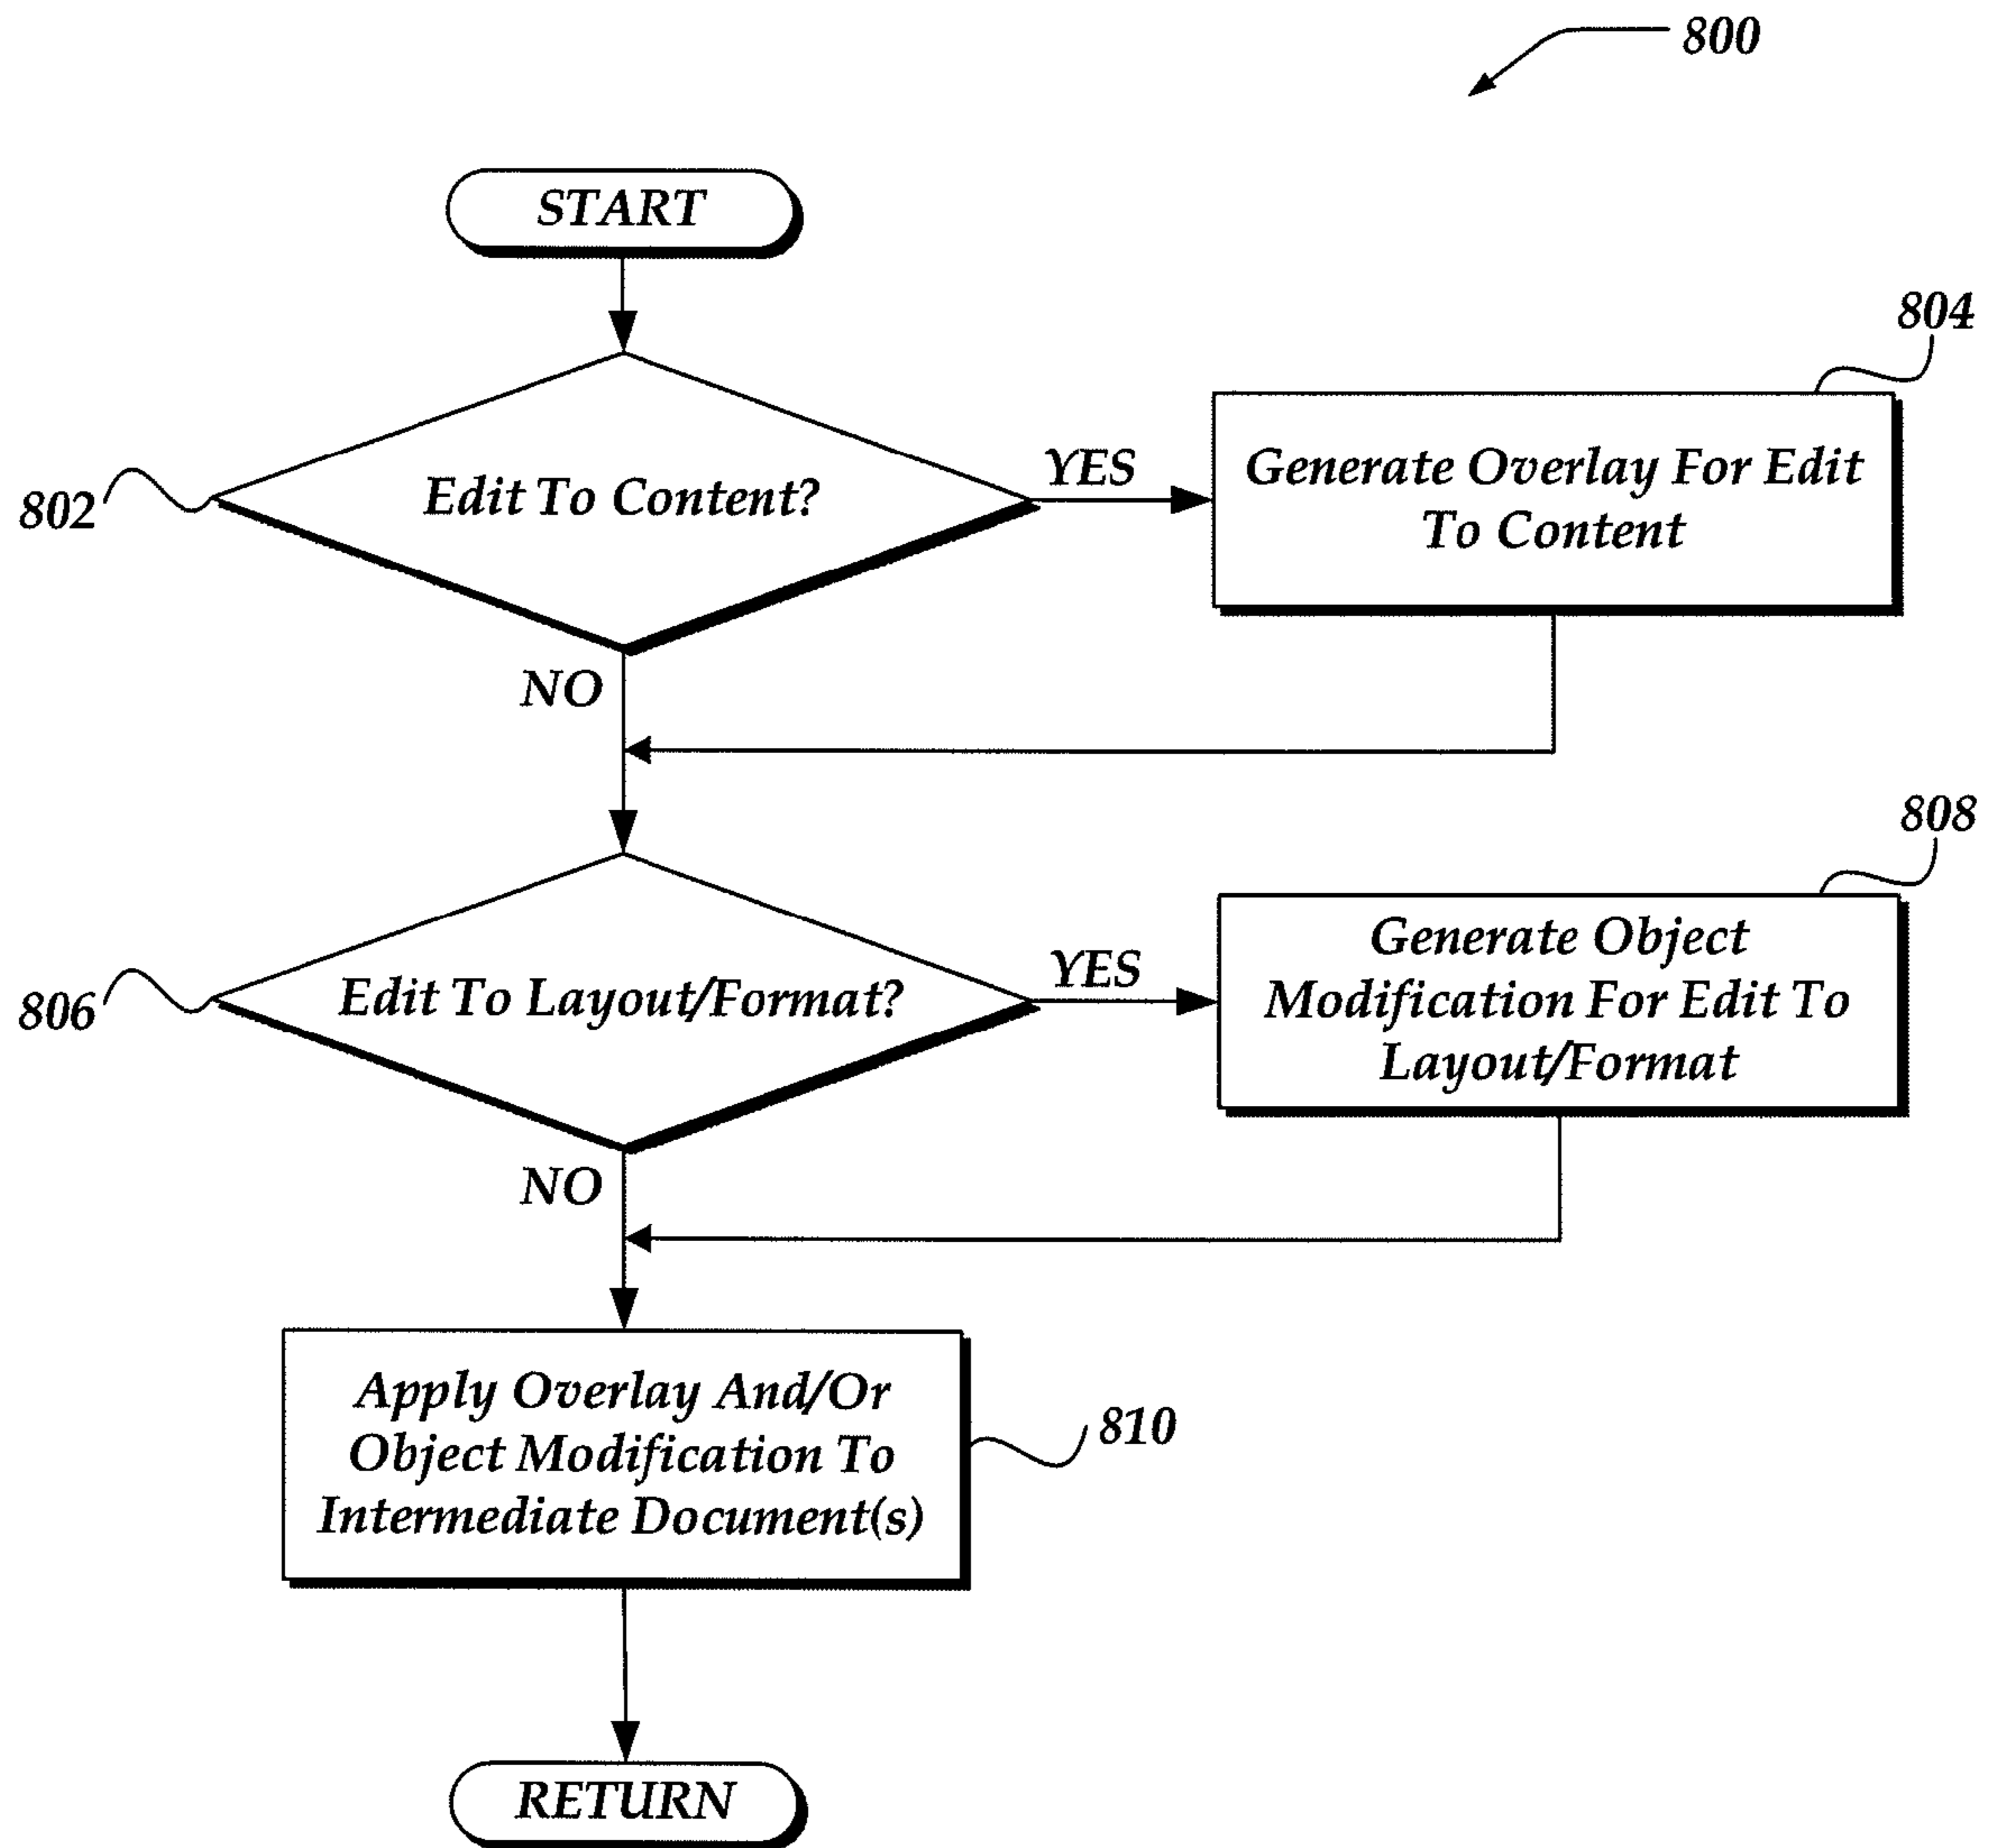 800
START
804
802
Edit To Content?
YES
Generate Overlay For Edit
To Content
NO
808
806
Edit To Layout/Format?
YES
Generate Object
Modification For Edit To
Layout/Format
NO
Apply Overlay And/Or
Object Modification To
Intermediate Document(s)
810
RETURN